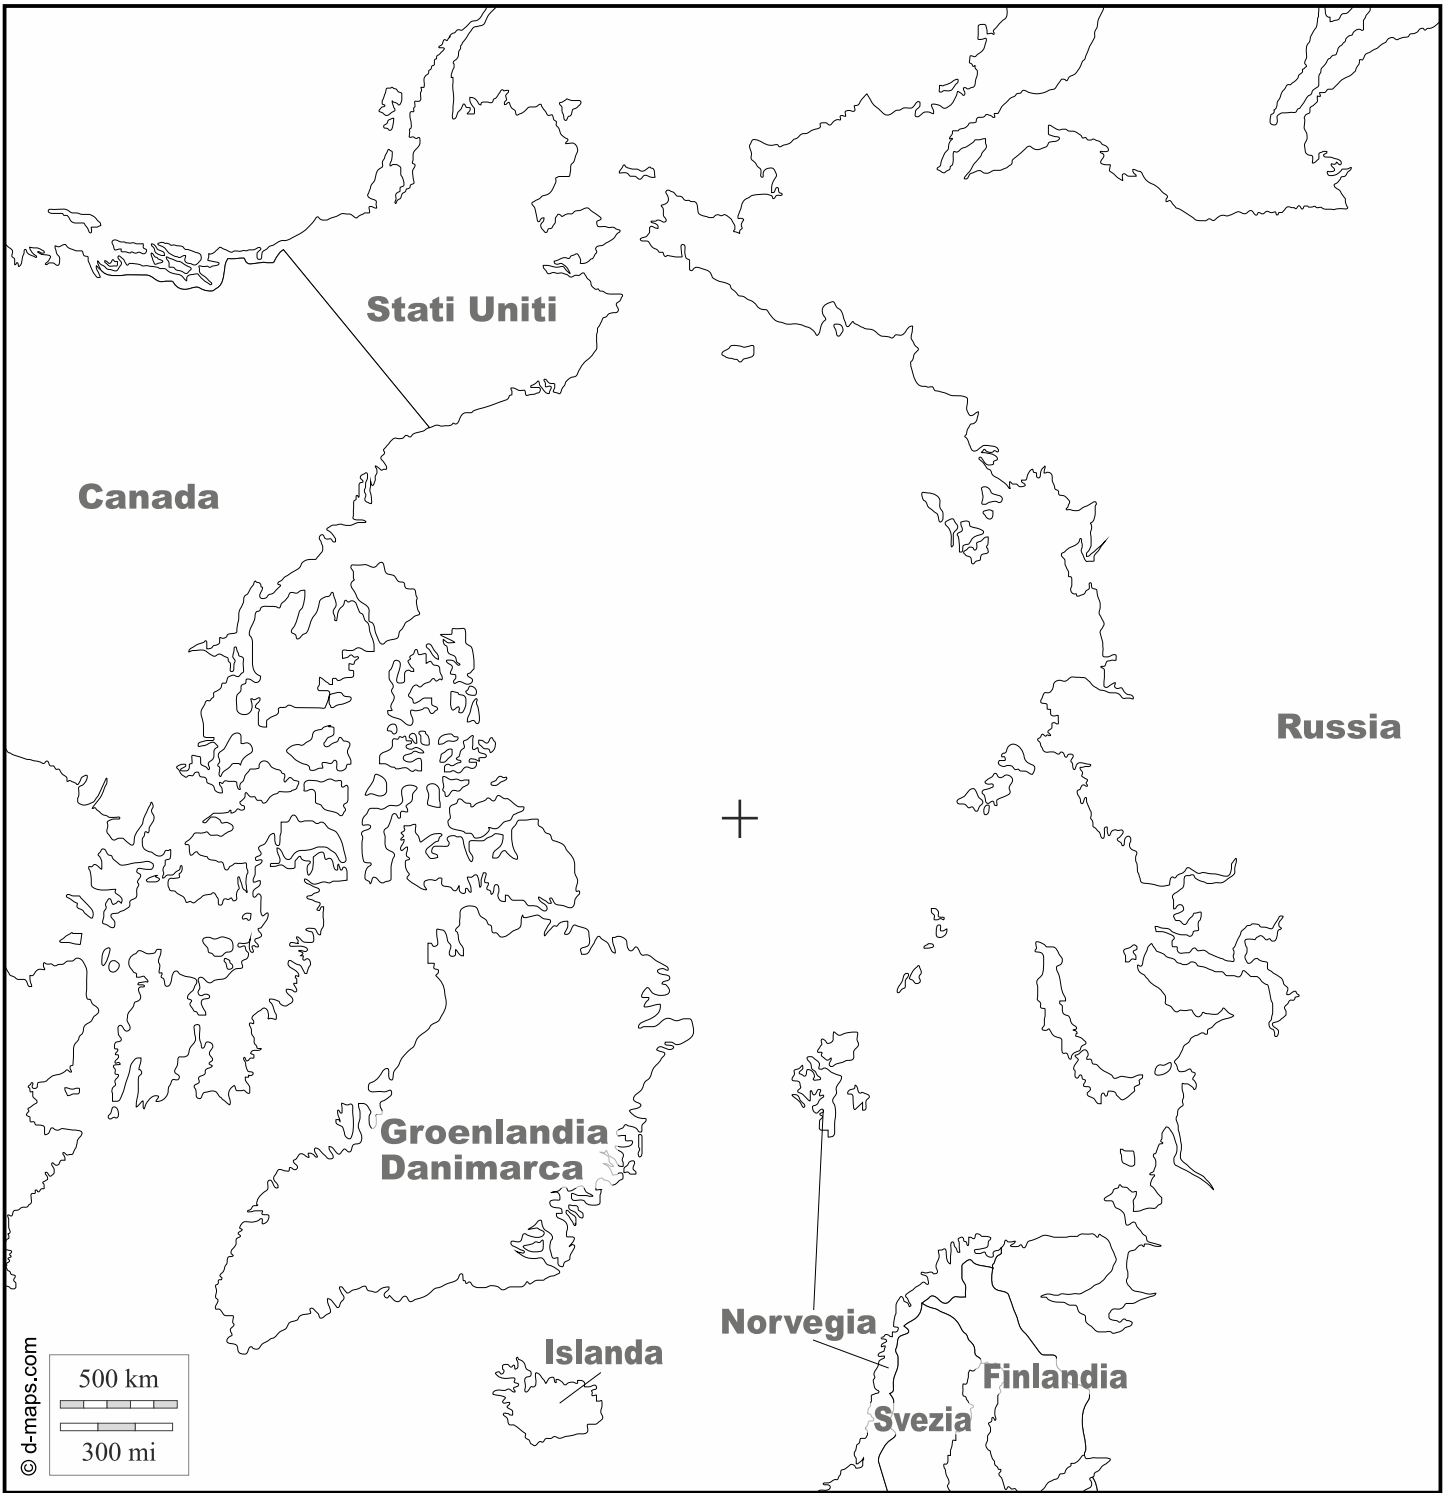 Stati Uniti
Canada
Russia
Groenlandia
Danimarca
Norvegia
Islanda
Finlandia
Svezia
500 km
300 mi
© d-maps.com